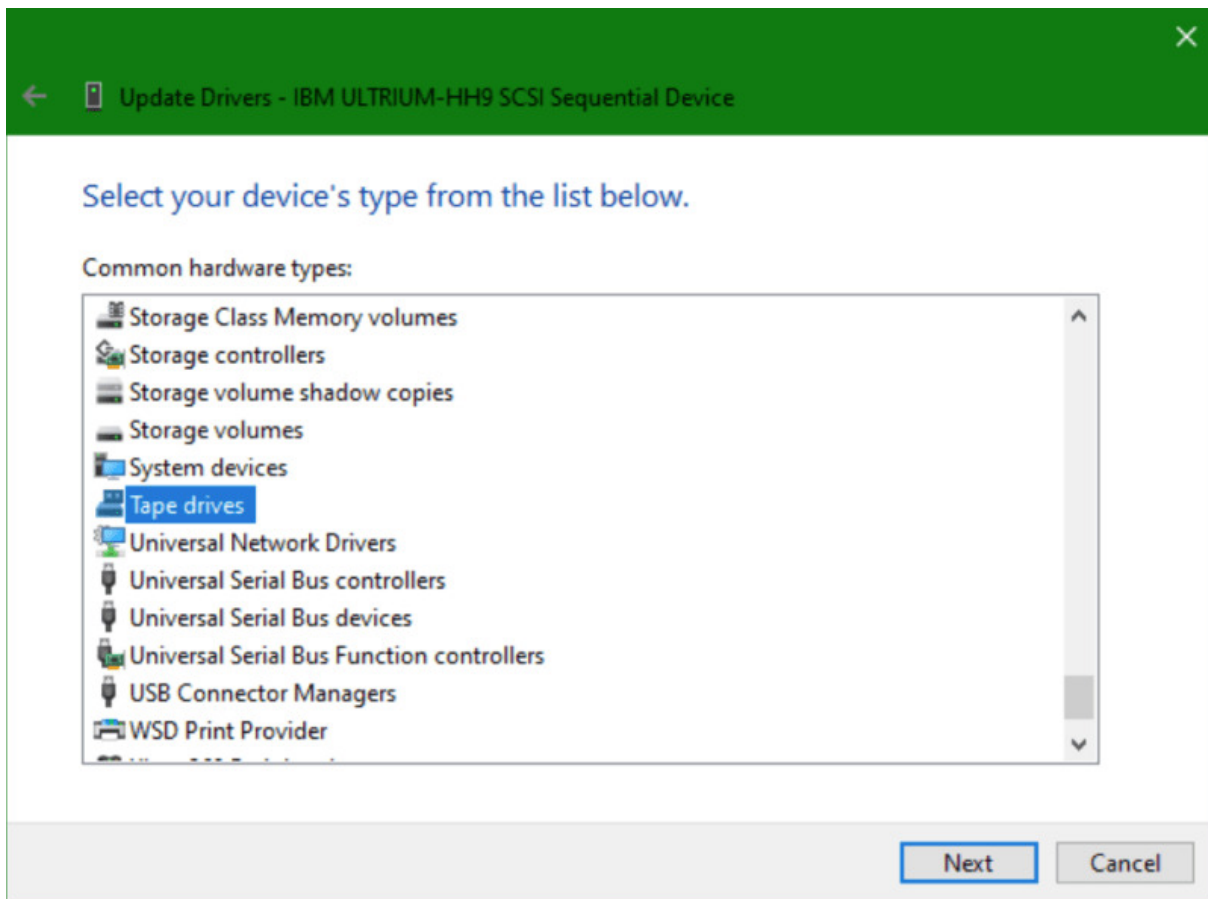 Update Drivers - IBM ULTRIUM-HH9 SCSI Sequential Device
Select your device's type from the list below.
Common hardware types:
Storage Class Memory volumes
Storage controllers
Storage volume shadow copies
Storage volumes
System devices
Tape drives
Universal Network Drivers
Universal Serial Bus controllers
Universal Serial Bus devices
Universal Serial Bus Function controllers
USB Connector Managers
WSD Print Provider
Next
Cancel